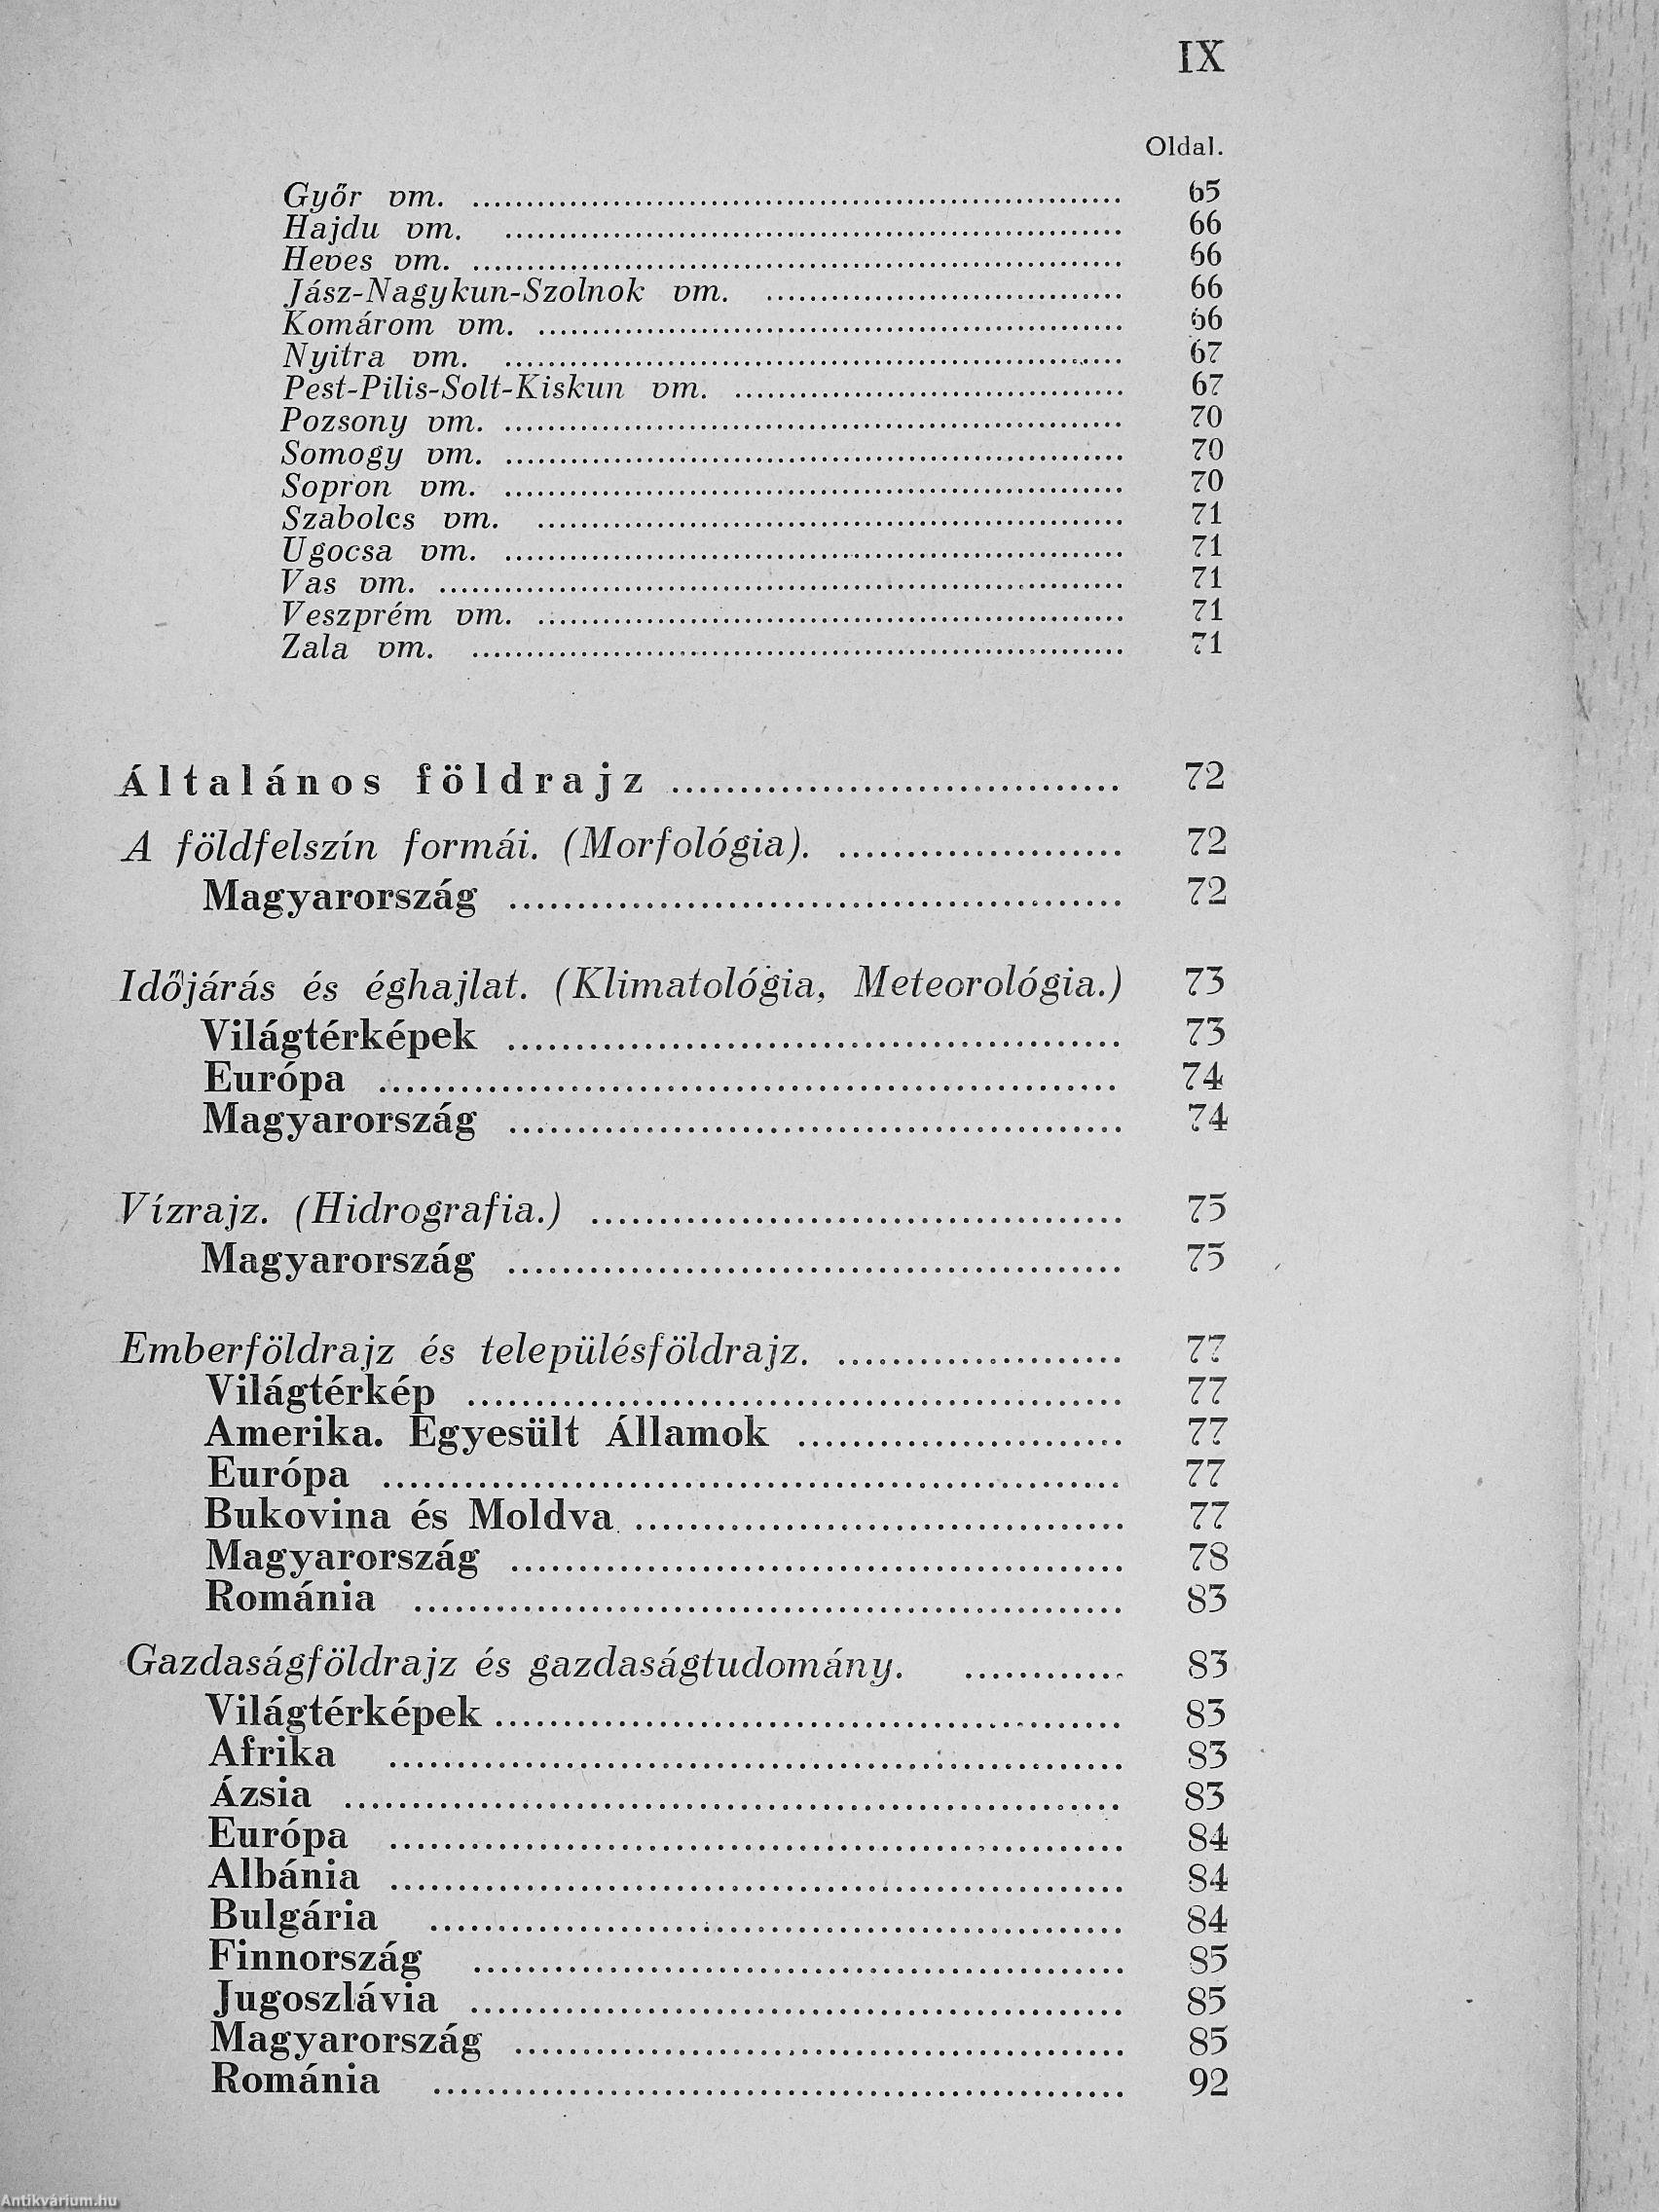 IX
Oldal.
Győr vm. 65
Hajdu vm. 66
Heves vm. 66
Jász-Nagykun-Szolnok vm. 66
Komárom vm. 66
Nyitra vm. 67
Pest-Pilis-Solt-Kiskun vm. 67
Pozsony vm. 70
Somogy vm. 70
Sopron vm. 70
Szabolcs vm. 71
Ugocsa vm. 71
Vas vm. 71
Veszprém vm. 71
Zala vm. 71
Általános földrajz 72
A földfelszín formái. (Morfológia). 72
Magyarország 72
Időjárás és éghajlat. (Klimatológia, Meteorológia.) 73
Világtérképek 73
Európa 74
Magyarország 74
Vízrajz. (Hidrografia.) 75
Magyarország 75
Emberföldrajz és településföldrajz. 77
Világtérkép 77
Amerika. Egyesült Államok 77
Európa 77
Bukovina és Moldva 77
Magyarország 78
Románia 83
Gazdaságföldrajz és gazdaságtudomány. 83
Világtérképek 83
Afrika 83
Ázsia 83
Európa 84
Albánia 84
Bulgária 84
Finnország 85
Jugoszlávia 85
Magyarország 85
Románia 92
Antikvárium.hu